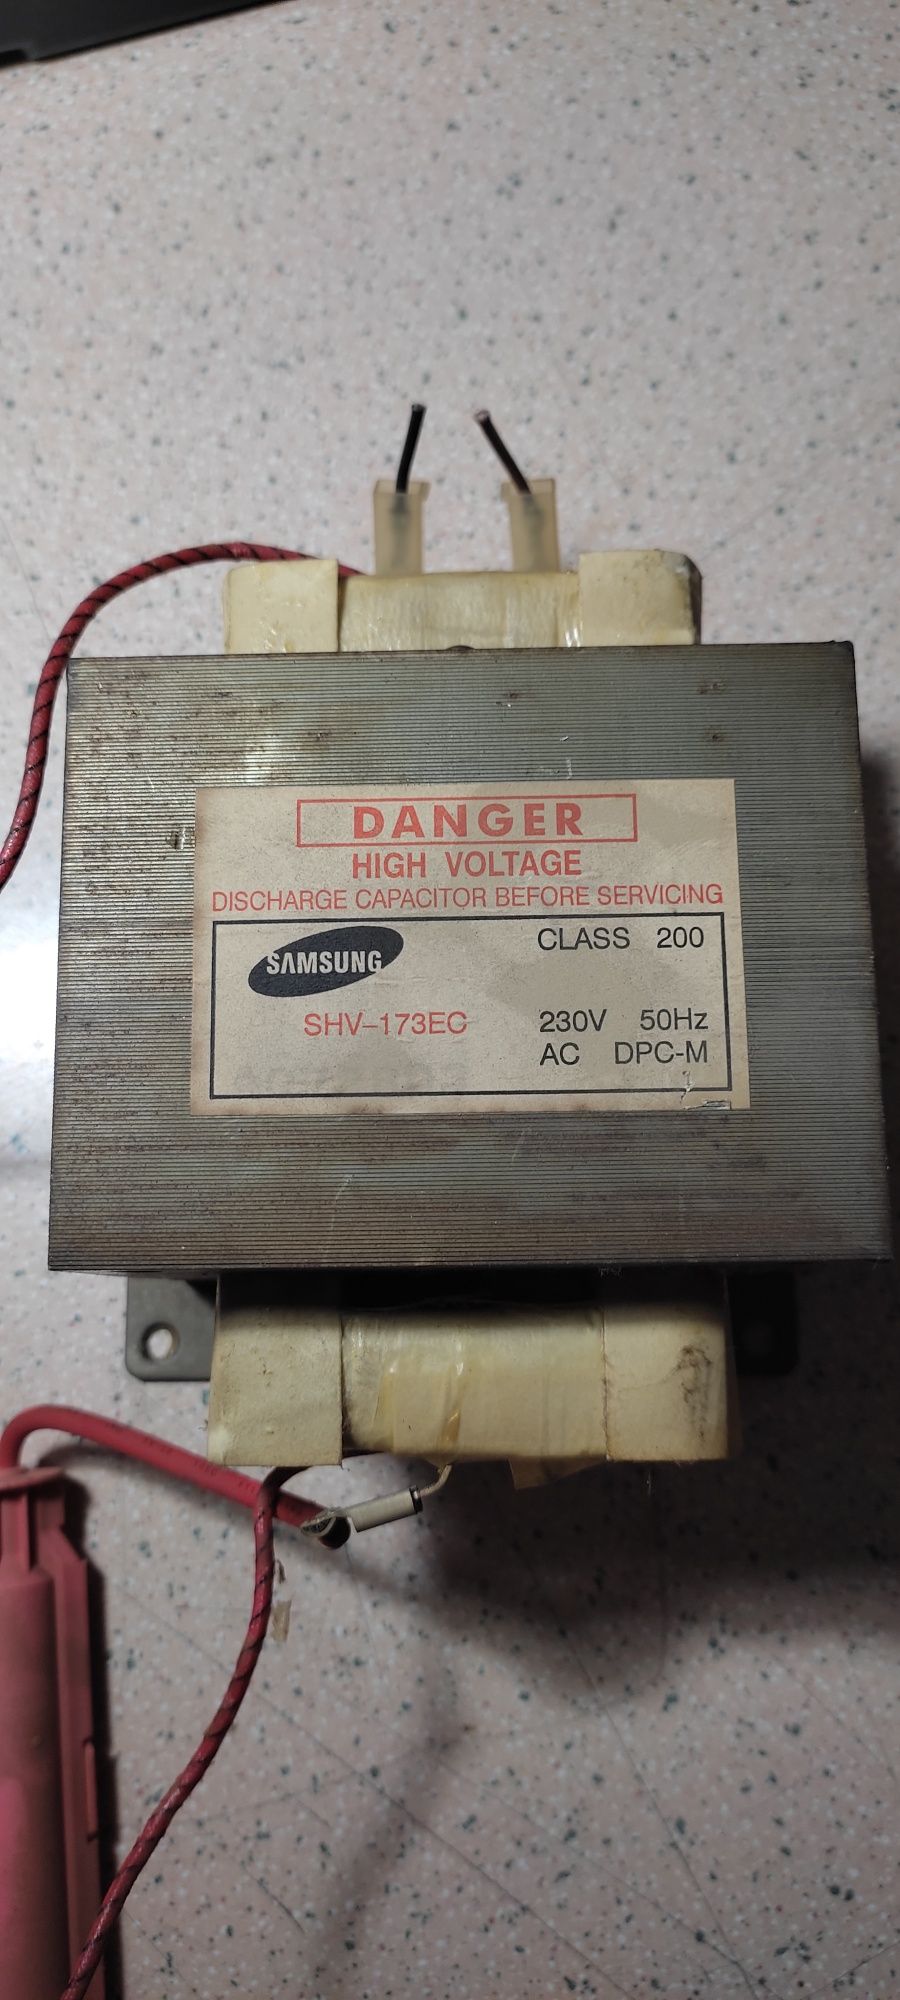 DANGER
HIGH VOLTAGE
DISCHARGE CAPACITOR BEFORE SERVICING
SAMSUNG
CLASS 200
SHV-173EC
230V 50Hz
AC DPC-M